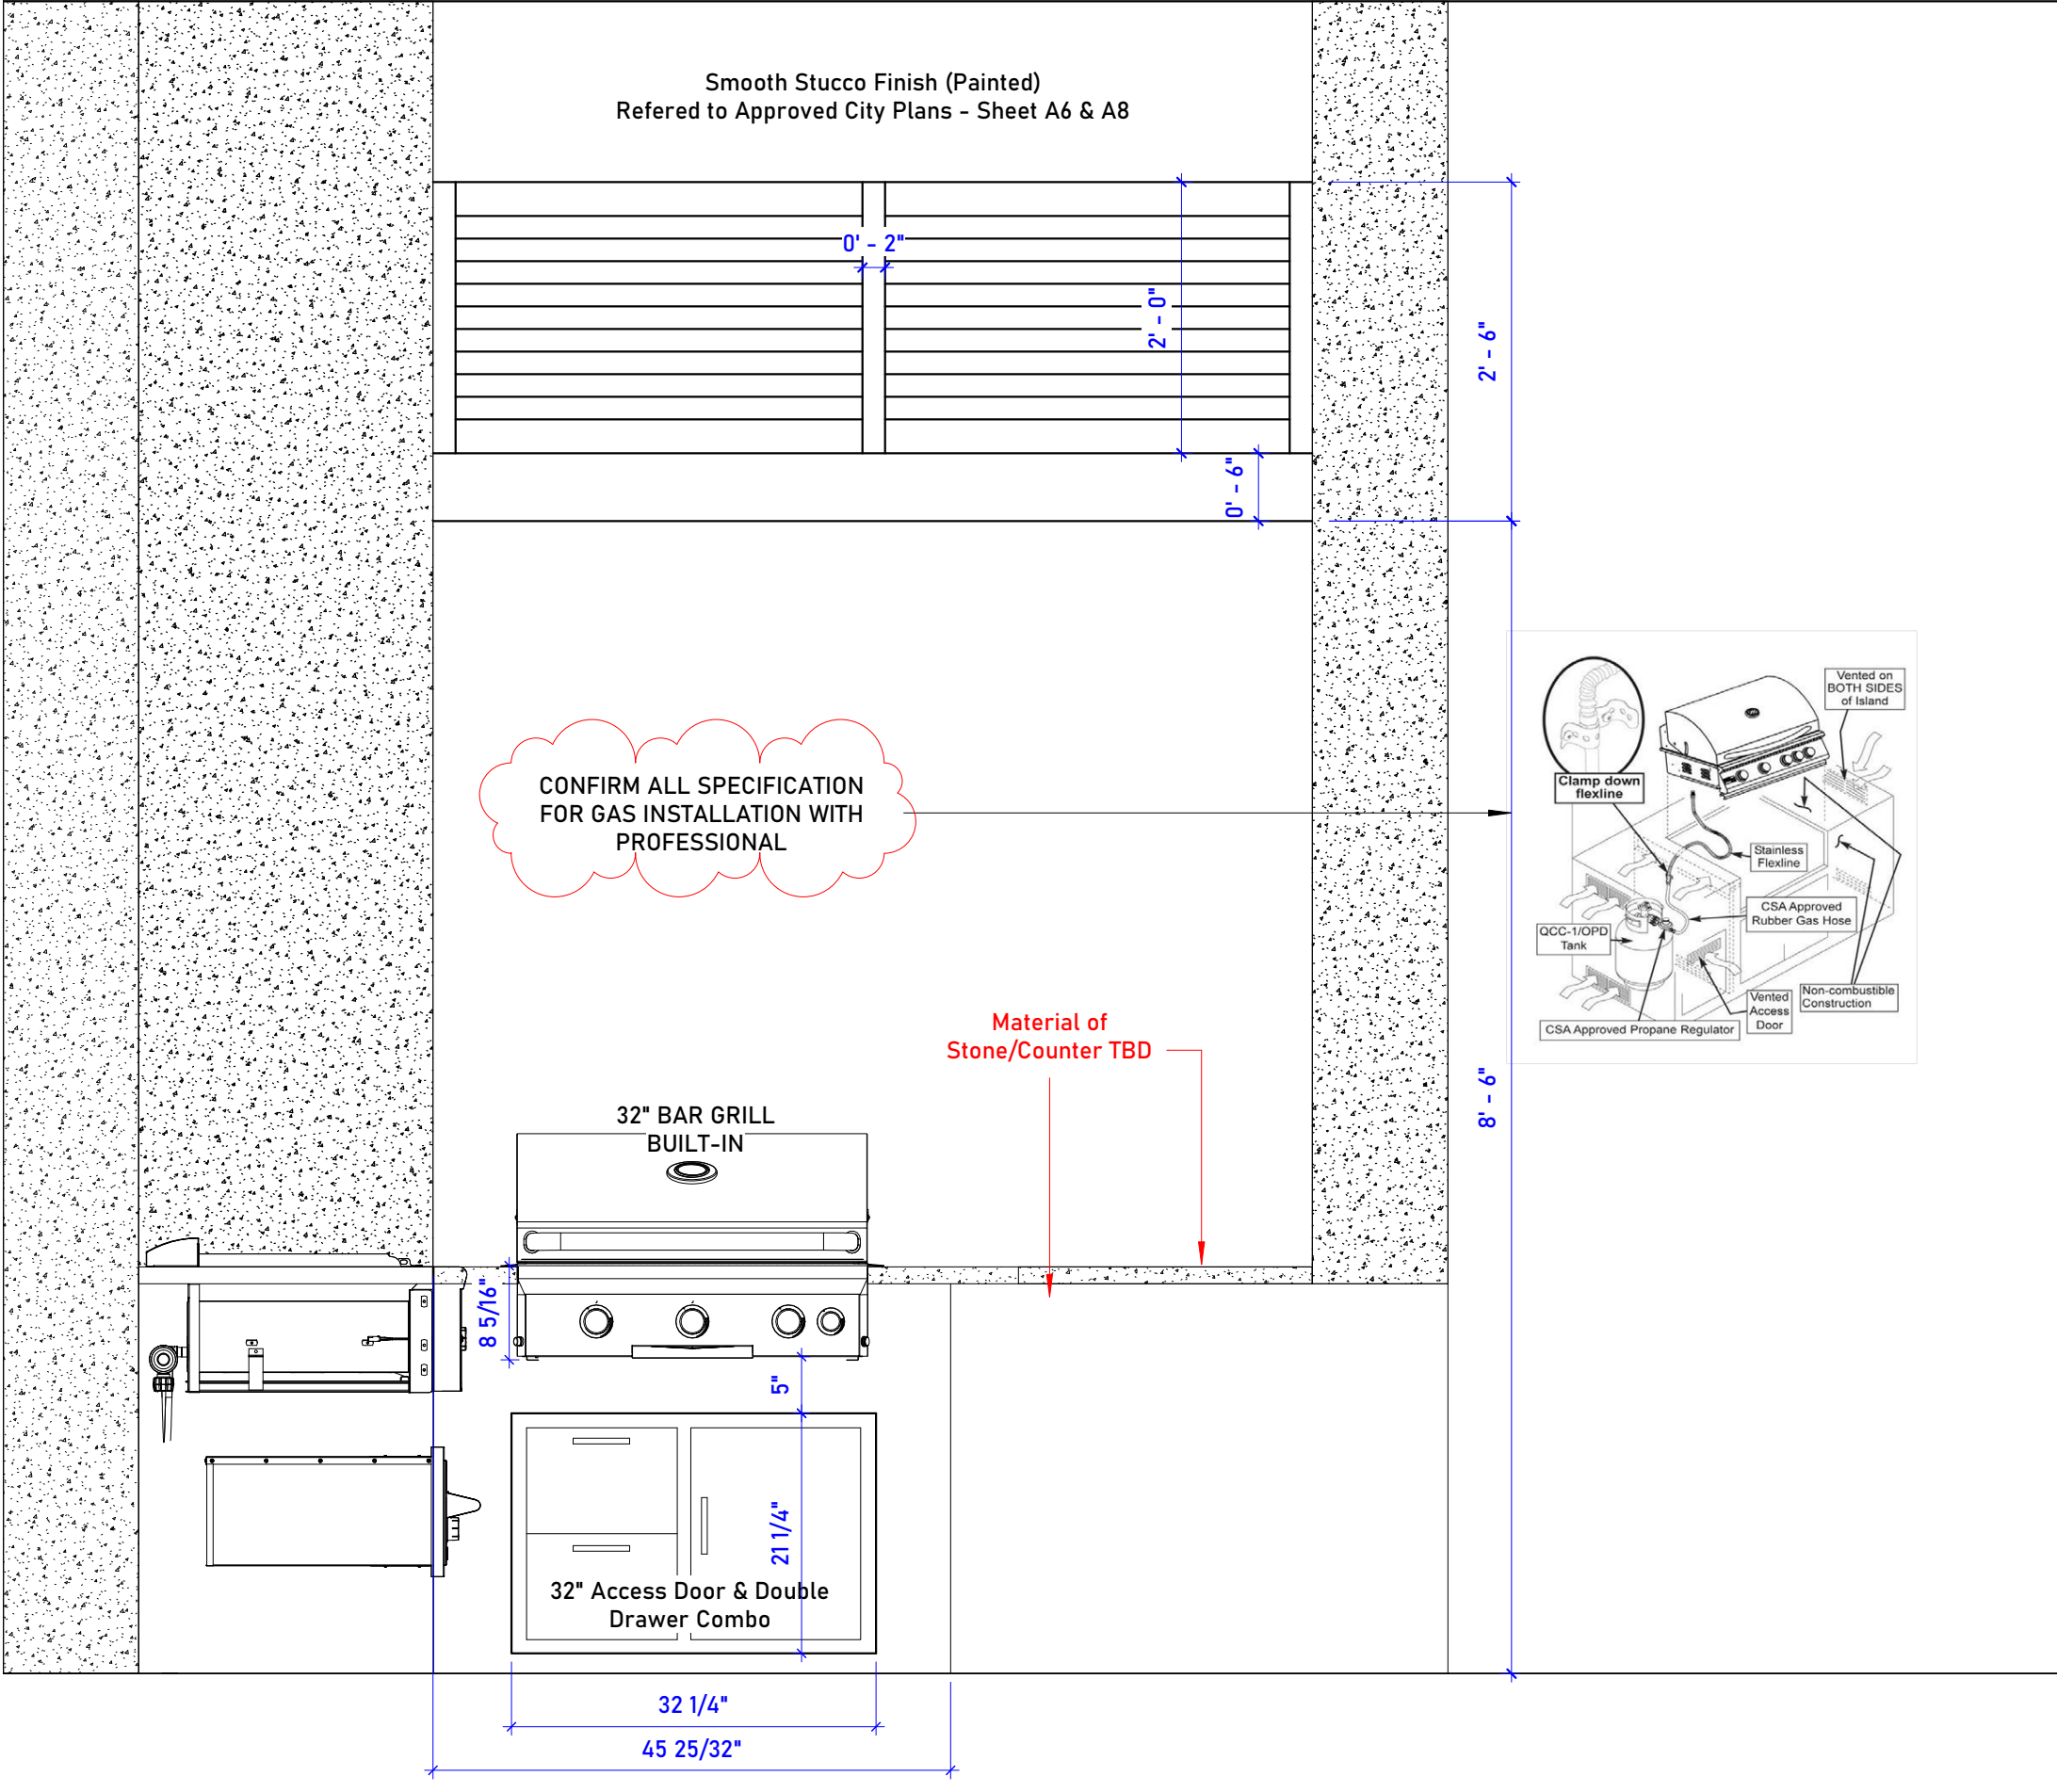 Smooth Stucco Finish (Painted)
Refered to Approved City Plans - Sheet A6 & A8
0' - 2"
2' - 0"
2' - 6"
0' - 6"
CONFIRM ALL SPECIFICATION
FOR GAS INSTALLATION WITH
PROFESSIONAL
Vented on
BOTH SIDES
of Island
Clamp down
flexline
Stainless
Flexline
CSA Approved
Rubber Gas Hose
QCC-1/OPD
Tank
Non-combustible
Construction
Vented
Access
Door
CSA Approved Propane Regulator
Material of
Stone/Counter TBD
8' - 6"
32" BAR GRILL
BUILT-IN
8 5/16"
5"
21 1/4"
32" Access Door & Double
Drawer Combo
32 1/4"
45 25/32"